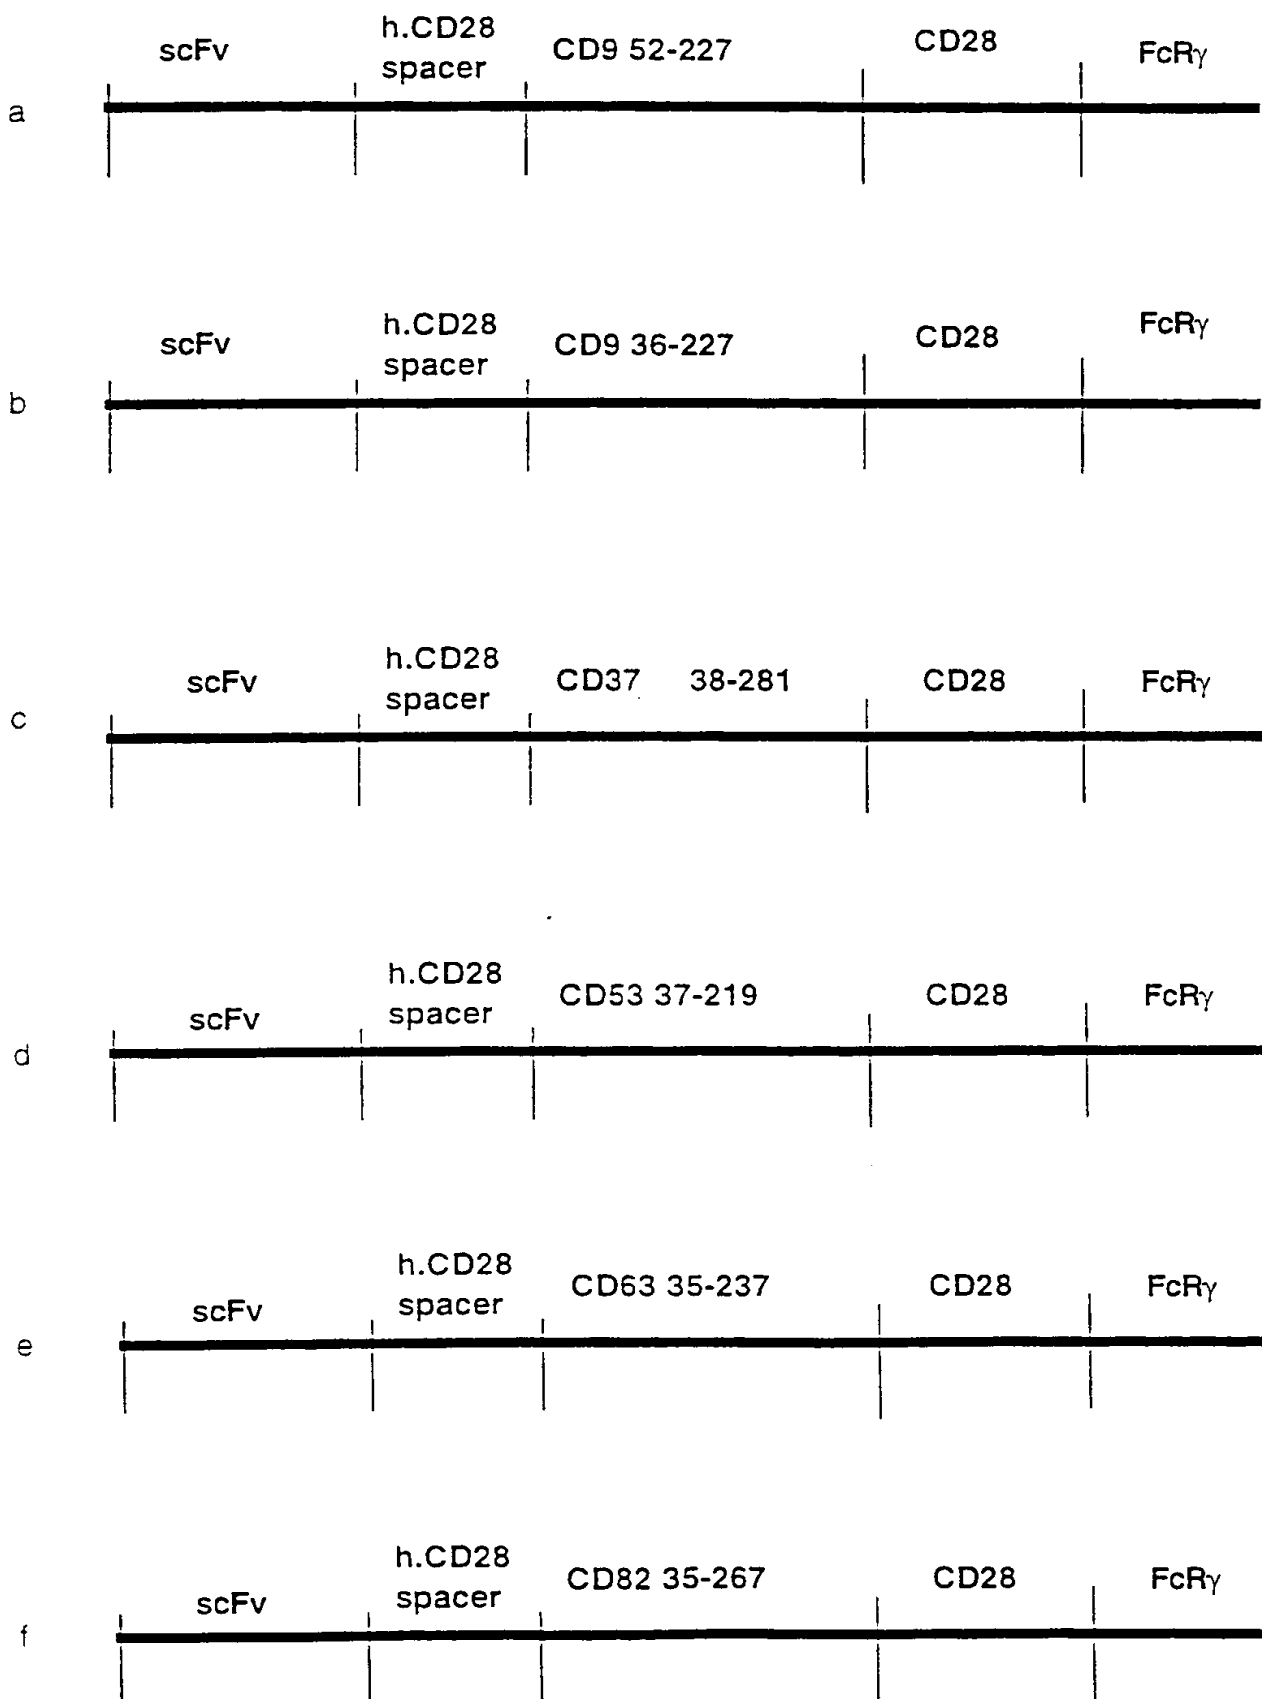 a
scFv
h.CD28
spacer
CD9 52-227
CD28
FcRγ
b
scFv
h.CD28
spacer
CD9 36-227
CD28
FcRγ
c
scFv
h.CD28
spacer
CD37 38-281
CD28
FcRγ
d
scFv
h.CD28
spacer
CD53 37-219
CD28
FcRγ
e
scFv
h.CD28
spacer
CD63 35-237
CD28
FcRγ
f
scFv
h.CD28
spacer
CD82 35-267
CD28
FcRγ